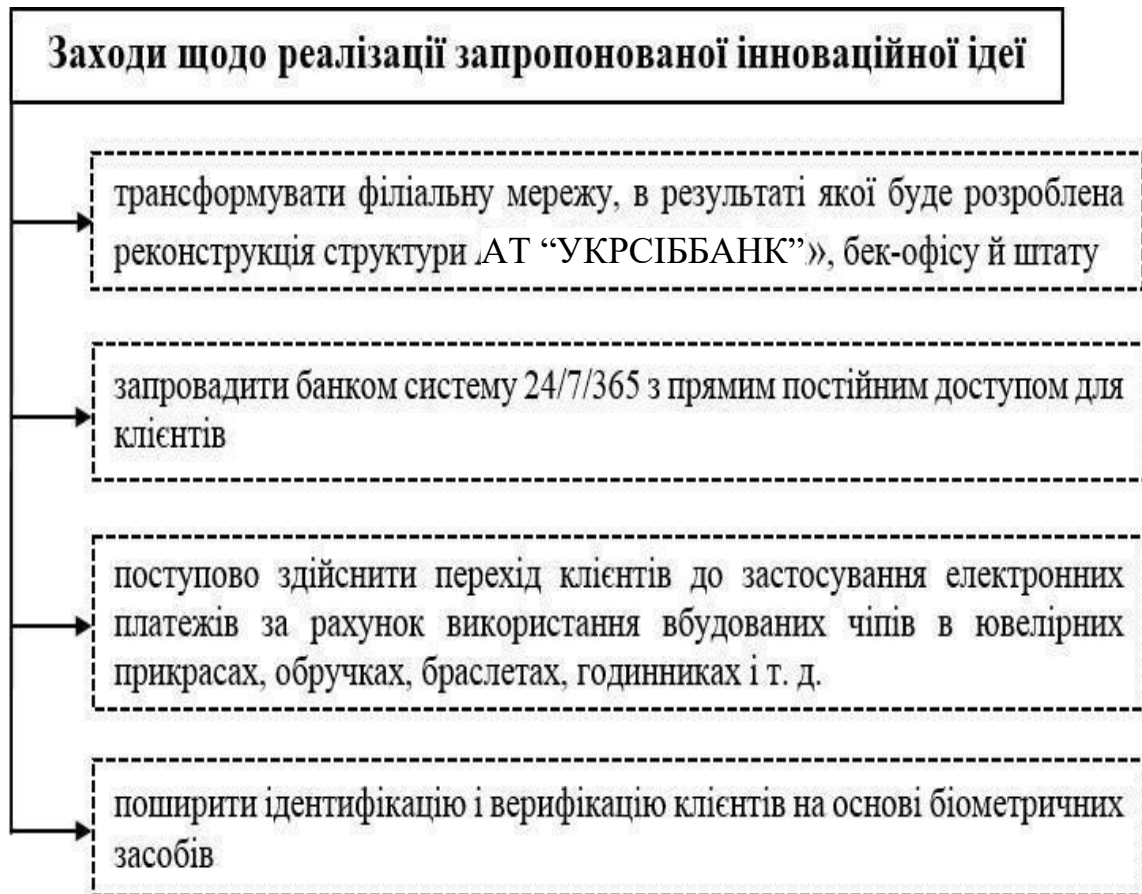 Заходи щодо реалізації запропонованої інноваційної ідеї
трансформувати філіальну мережу, в результаті якої буде розроблена
реконструкція структури АТ “УКРСІББАНК”», бек-офісу й штату
запровадити банком систему 24/7/365 з прямим постійним доступом для
клієнтів
поступово здійснити перехід клієнтів до застосування електронних
платежів за рахунок використання вбудованих чіпів в ювелірних
прикрасах, обручках, браслетах, годинниках і т. д.
поширити ідентифікацію і верифікацію клієнтів на основі біометричних
засобів